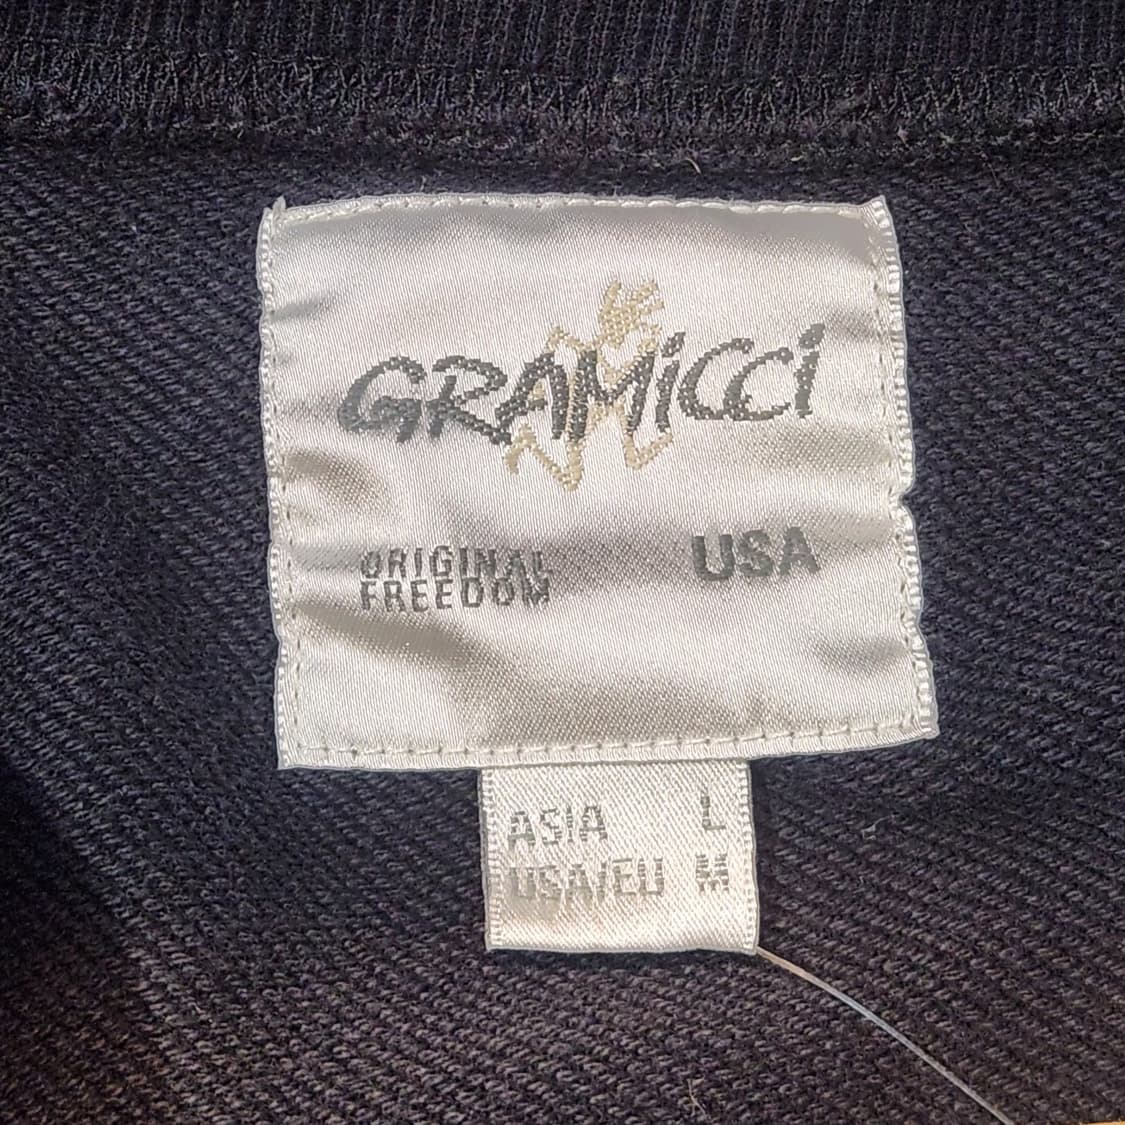 GRAMiCCi
ORIGINAL
FREEDOM
USA
ASIA L
USA/EU M